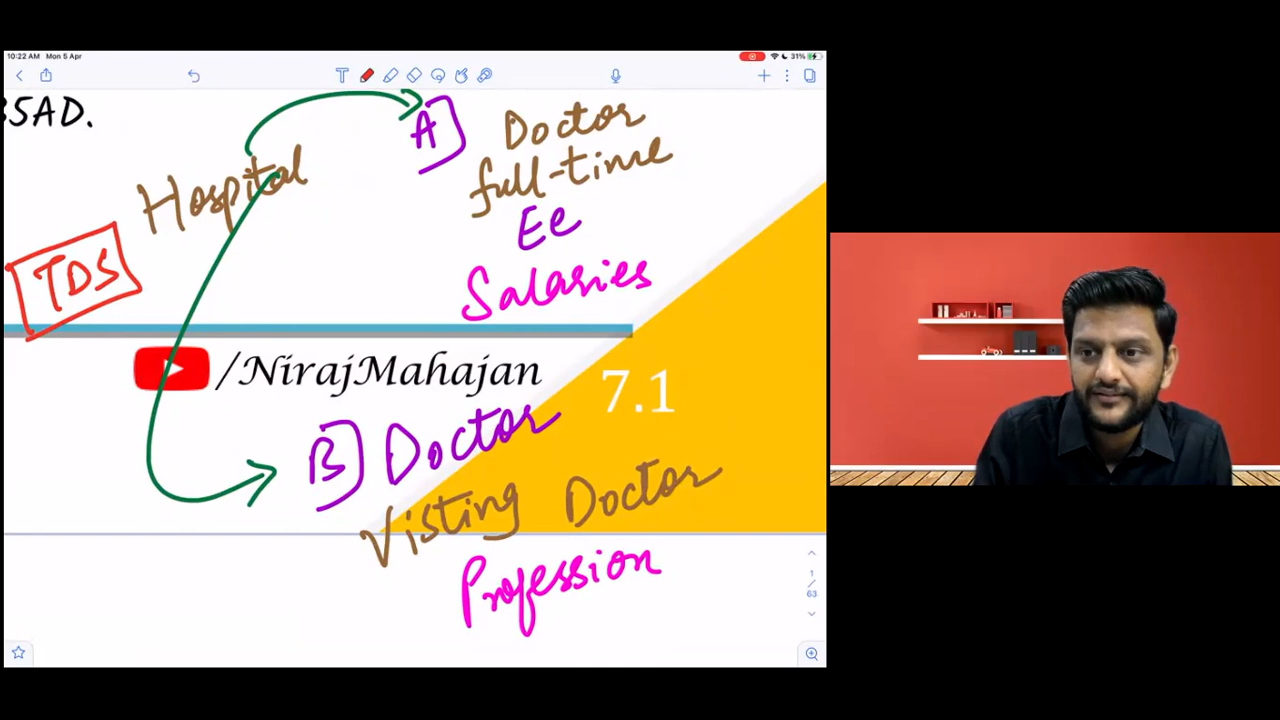 10:22 AM Mon 5 Apr
31%
T
35AD.
A] Doctor
full-time
Ee
Salaries
Hospital
TDS
/NirajMahajan
7.1
B] Doctor
Visting Doctor
Profession
1
/
63